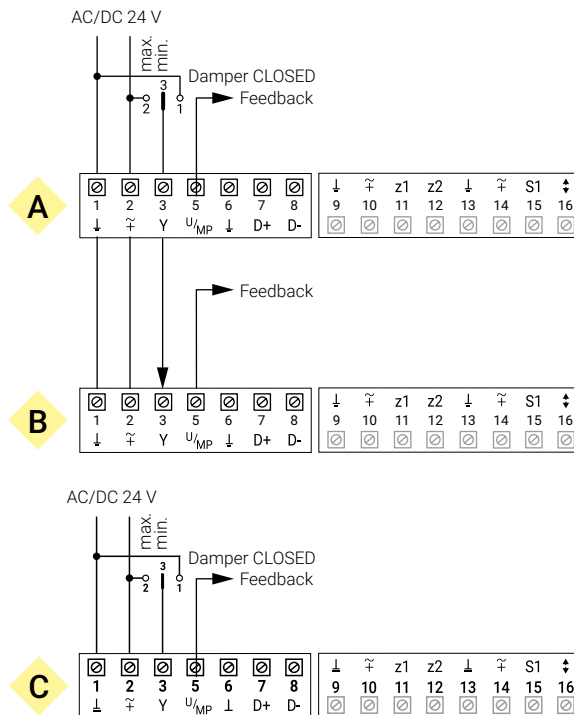 AC/DC 24 V
max.
min.
Damper CLOSED
3
2 1
Feedback
A
1 2 3 5 6 7 8
⏚ ≂ Y U/MP ⏚ D+ D-
⏚ ≂ z1 z2 ⏚ ≂ S1
9 10 11 12 13 14 15 16
Feedback
B
1 2 3 5 6 7 8
⏚ ≂ Y U/MP ⏚ D+ D-
⏚ ≂ z1 z2 ⏚ ≂ S1
9 10 11 12 13 14 15 16
AC/DC 24 V
max.
min.
Damper CLOSED
3
2 1
Feedback
C
1 2 3 5 6 7 8
⏚ ≂ Y U/MP ⏚ D+ D-
⏚ ≂ z1 z2 ⏚ ≂ S1
9 10 11 12 13 14 15 16